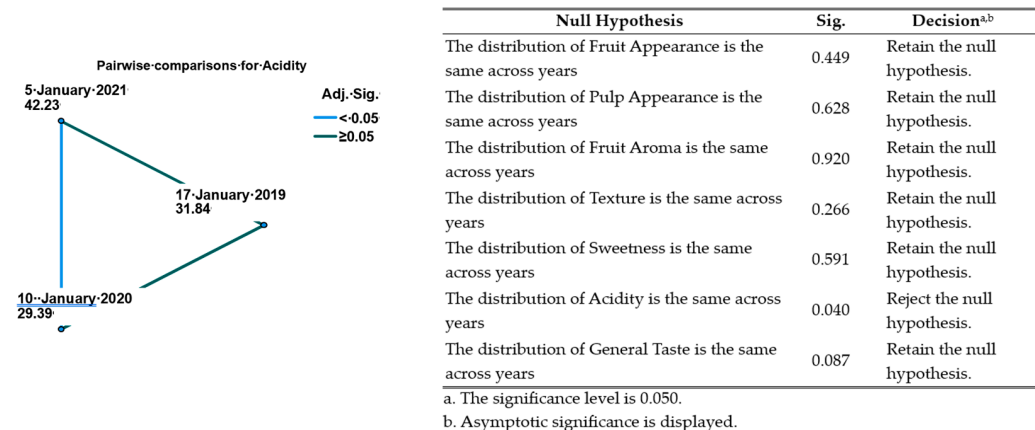 Pairwise·comparisons·for·Acidity
5·January·2021
42.23
Adj.·Sig.
<·0.05
≥0.05
17·January·2019
31.84
10··January·2020
29.39
Null Hypothesis Sig. Decisionᵃ,ᵇ
The distribution of Fruit Appearance is the same across years 0.449 Retain the null hypothesis.
The distribution of Pulp Appearance is the same across years 0.628 Retain the null hypothesis.
The distribution of Fruit Aroma is the same across years 0.920 Retain the null hypothesis.
The distribution of Texture is the same across years 0.266 Retain the null hypothesis.
The distribution of Sweetness is the same across years 0.591 Retain the null hypothesis.
The distribution of Acidity is the same across years 0.040 Reject the null hypothesis.
The distribution of General Taste is the same across years 0.087 Retain the null hypothesis.
a. The significance level is 0.050.
b. Asymptotic significance is displayed.